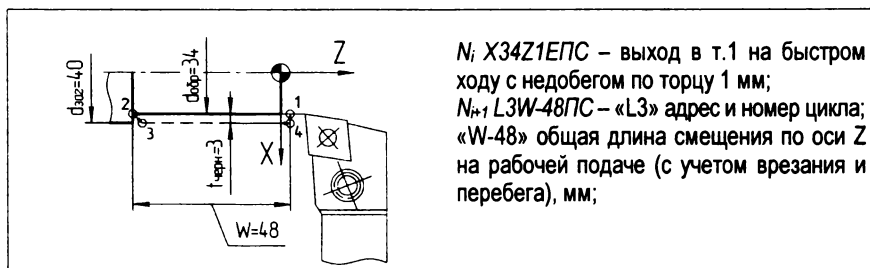 Z
dзаг=40
dобр=34
2
1
3
4
tчерн=3
X
W=48
Nᵢ X34Z1ЕПС – выход в т.1 на быстром
ходу с недобегом по торцу 1 мм;
Nᵢ₊₁ L3W-48ПС – «L3» адрес и номер цикла;
«W-48» общая длина смещения по оси Z
на рабочей подаче (с учетом врезания и
перебега), мм;